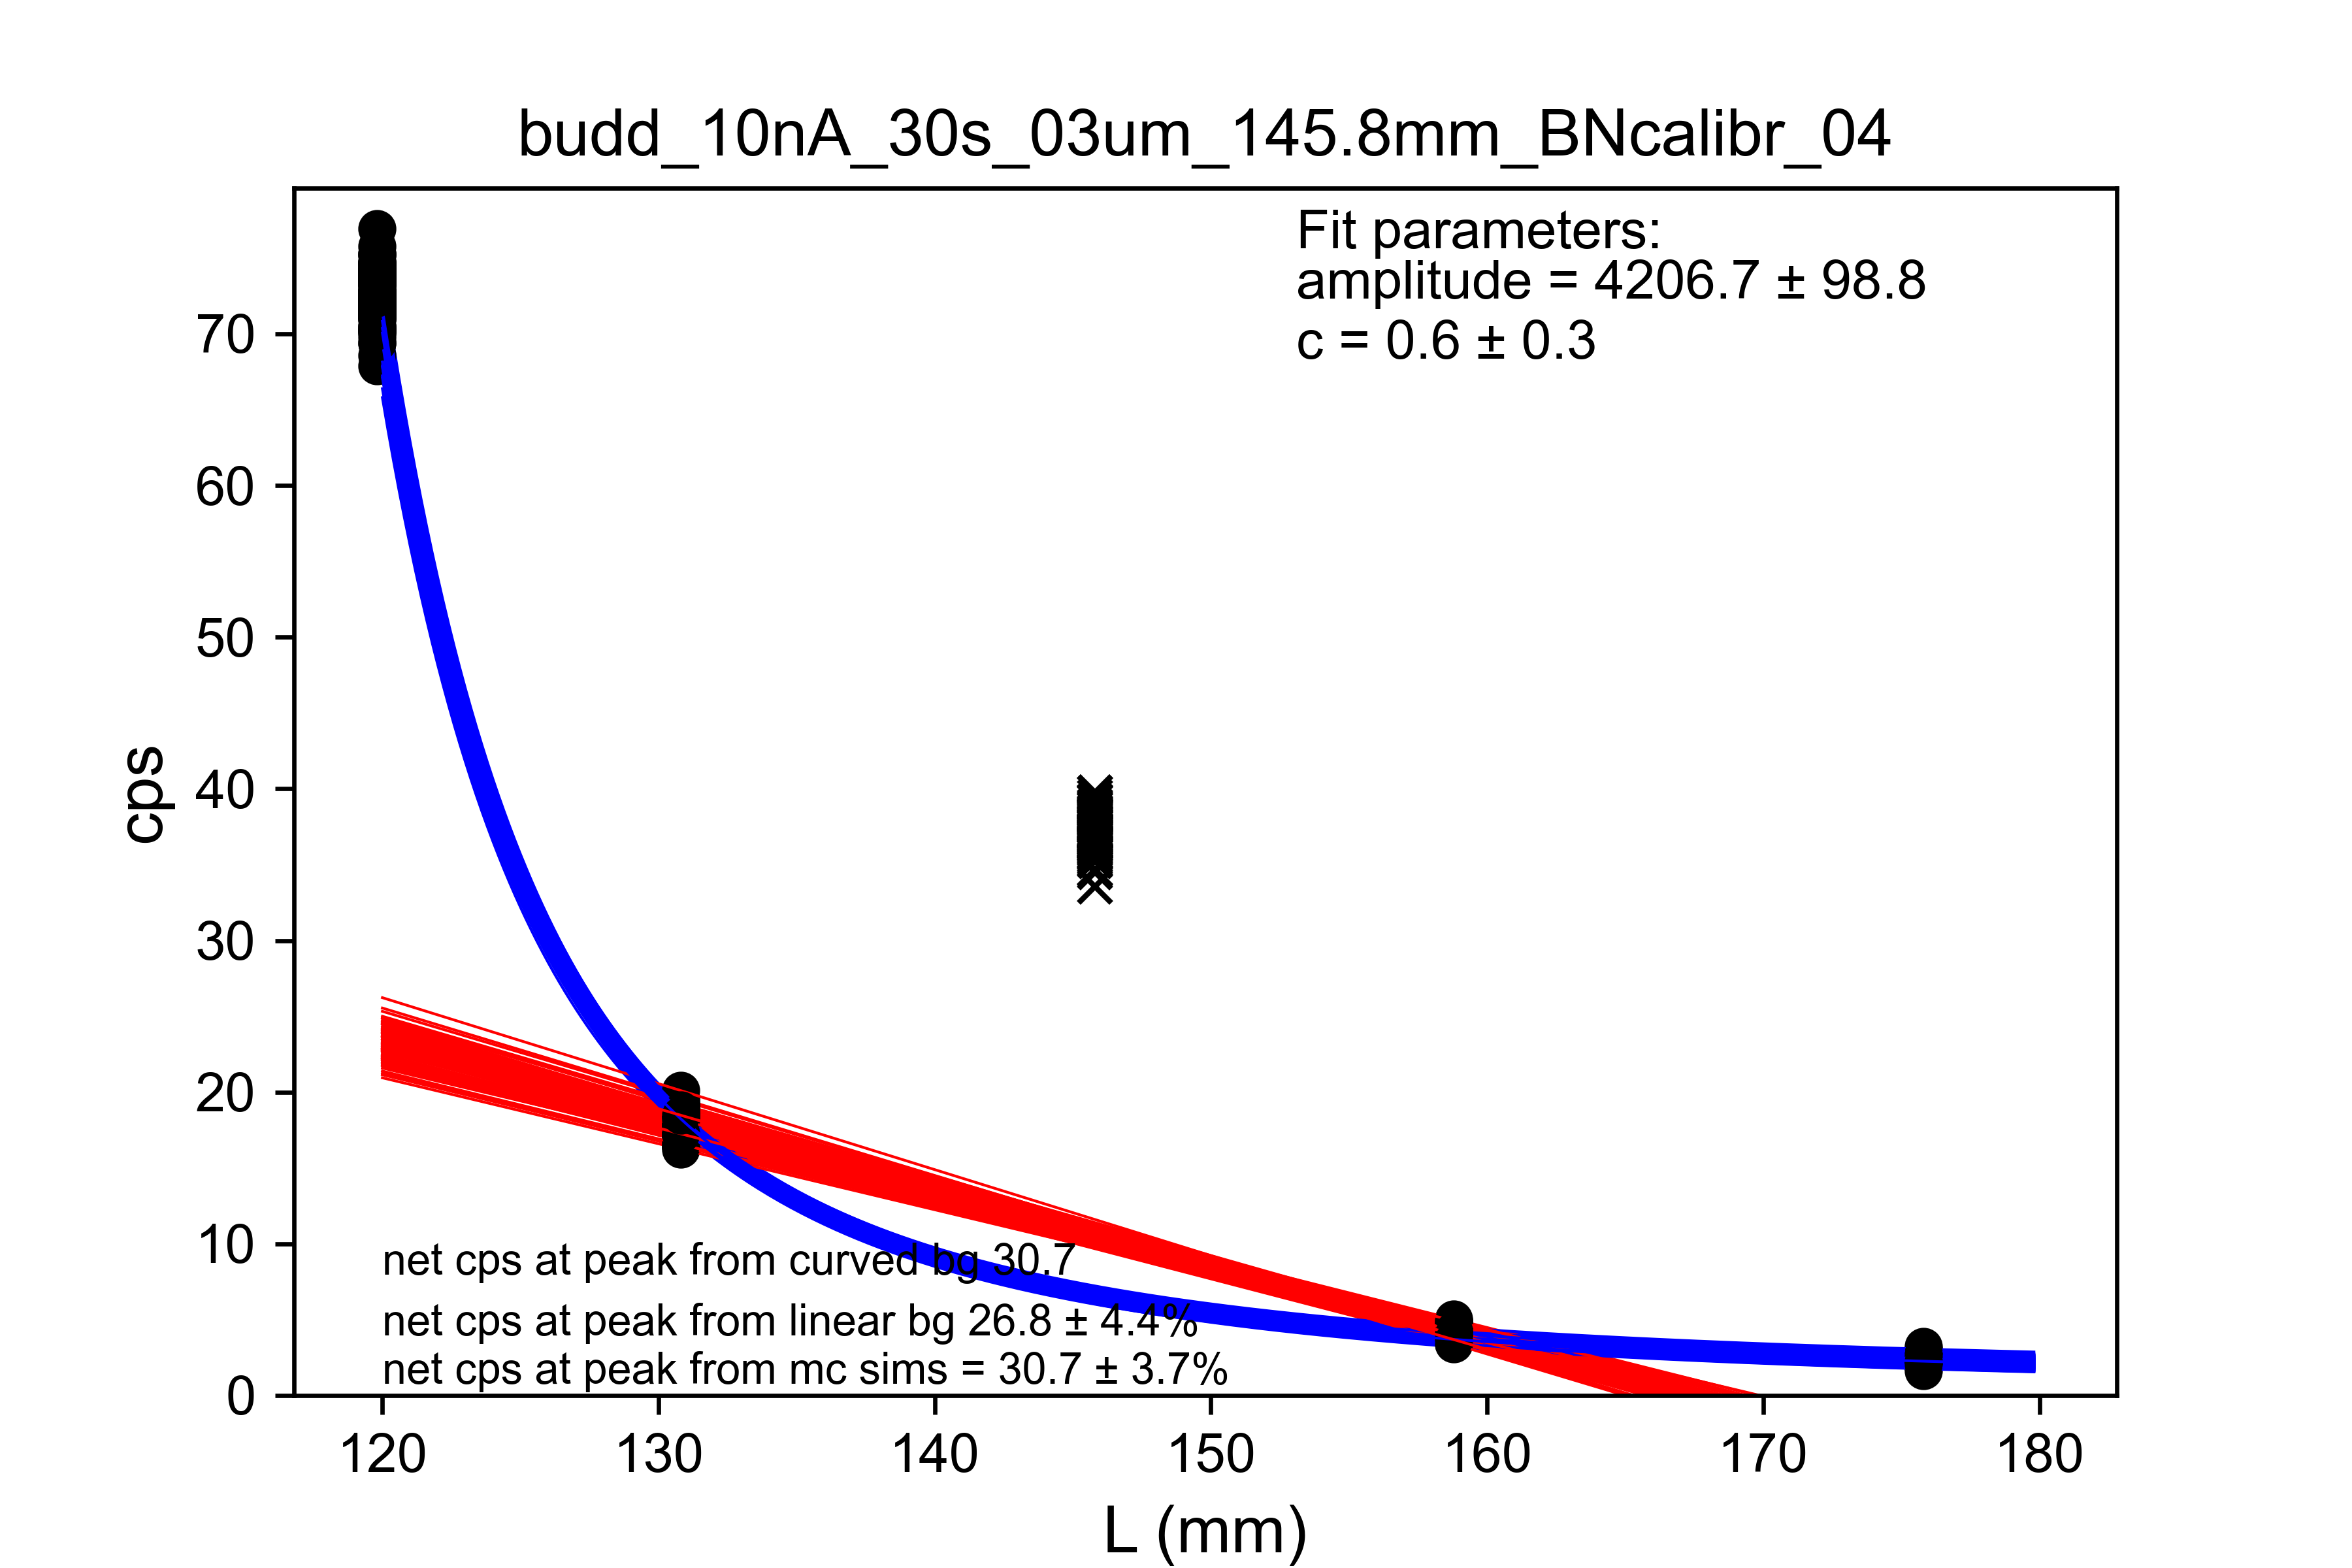 budd_10nA_30s_03um_145.8mm_BNcalibr_04
Fit parameters:
amplitude = 4206.7 ± 98.8
c = 0.6 ± 0.3
70
60
50
40
30
20
10
0
cps
net cps at peak from curved bg 30.7
net cps at peak from linear bg 26.8 ± 4.4%
net cps at peak from mc sims = 30.7 ± 3.7%
120 130 140 150 160 170 180
L (mm)